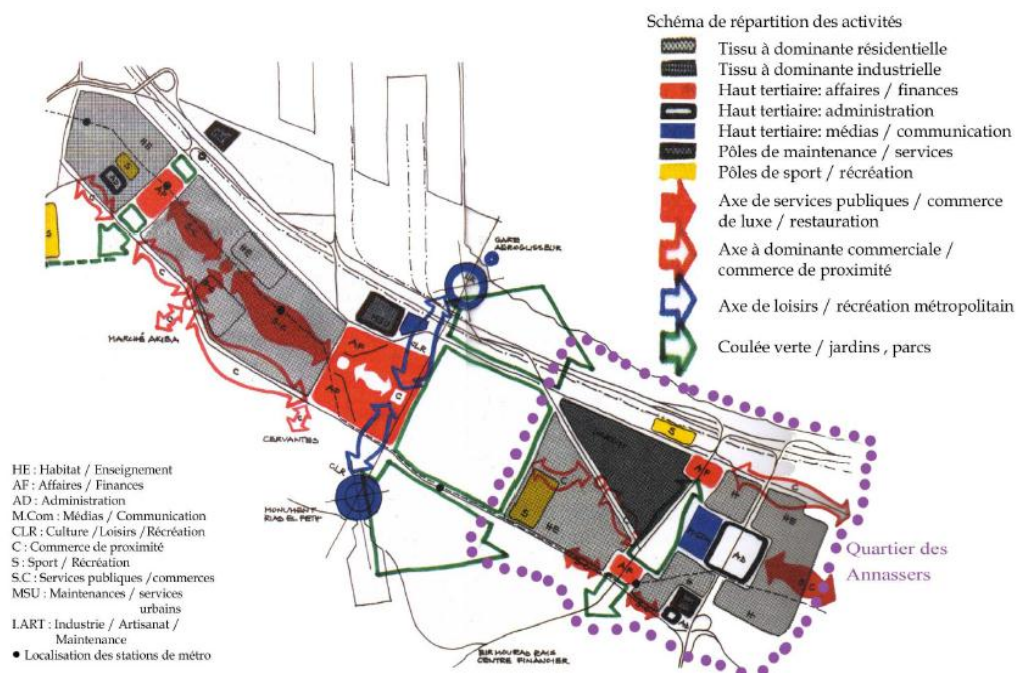 Schéma de répartition des activités
Tissu à dominante résidentielle
Tissu à dominante industrielle
Haut tertiaire: affaires / finances
Haut tertiaire: administration
Haut tertiaire: médias / communication
Pôles de maintenance / services
Pôles de sport / récréation
Axe de services publiques / commerce
de luxe / restauration
Axe à dominante commerciale /
commerce de proximité
Axe de loisirs / récréation métropolitain
Coulée verte / jardins , parcs
HE
S
AD
AF
S
C
HE
GARE
AEROGLISSEUR
MARCHÉ AKIBA
S.C
CLR
AF
AF
C
C
C
CERVANTES
CLR
MONUMENT
RIAD EL FETH
S
C
S
HE
AF
AF
C
H
HE
AD
S.C
H
Quartier des
Annassers
BIR MOURAD RAIS
CENTRE FINANCIER
HE : Habitat / Enseignement
AF : Affaires / Finances
AD : Administration
M.Com : Médias / Communication
CLR : Culture /Loisirs /Récréation
C : Commerce de proximité
S : Sport / Récréation
S.C : Services publiques /commerces
MSU : Maintenances / services
urbains
I.ART : Industrie / Artisanat /
Maintenance
● Localisation des stations de métro